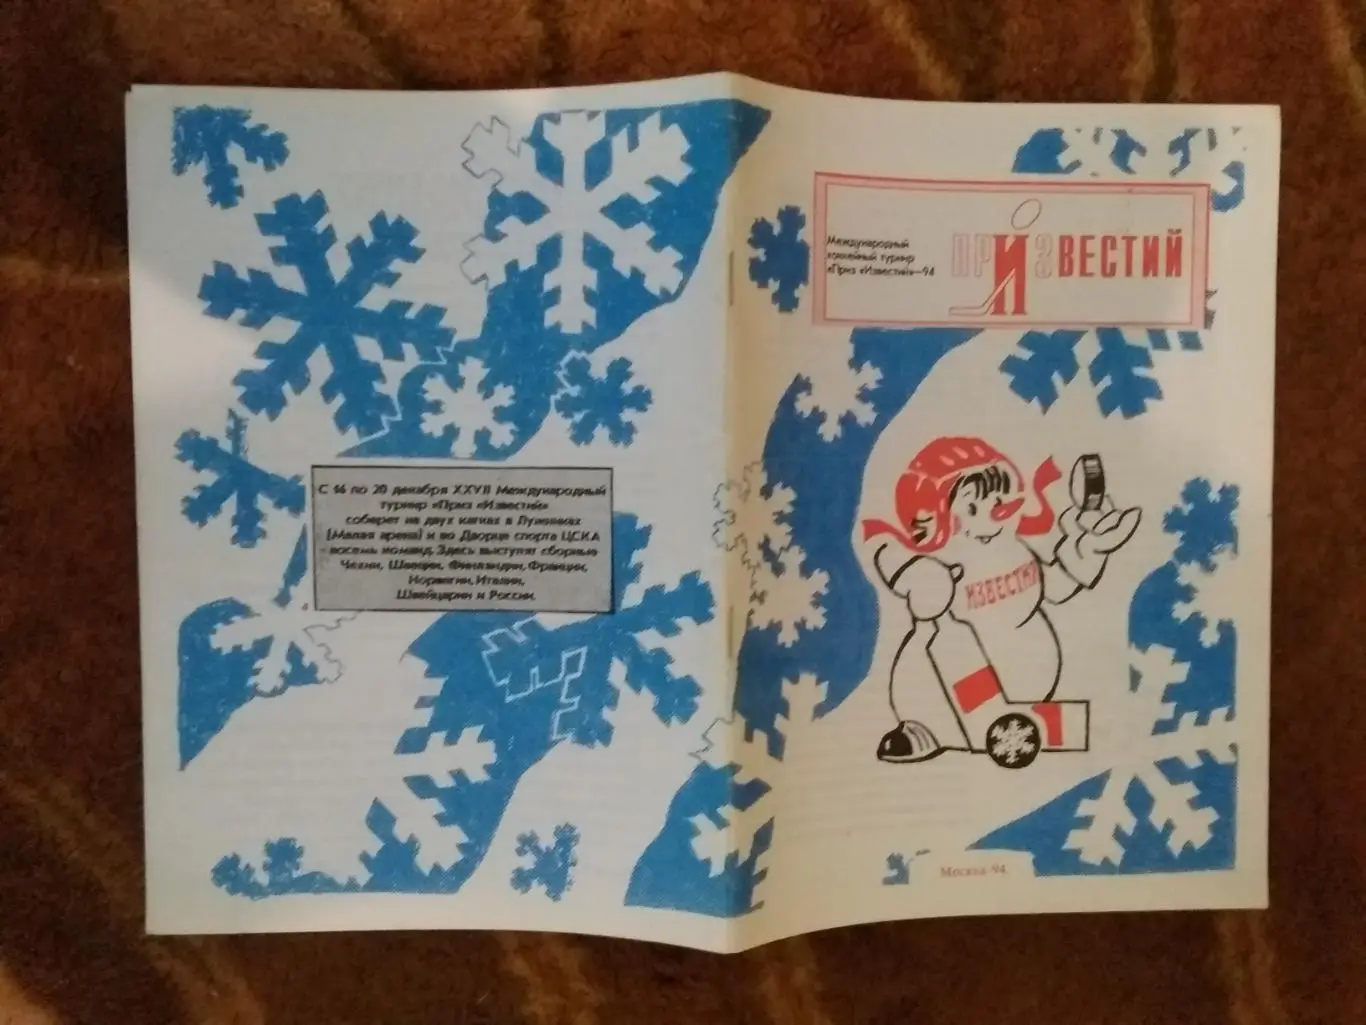 С 16 по 20 декабря XXVII Международный
турнир «Приз «Известий»
соберет на двух катках в Лужниках
(Малая арена) и во Дворце спорта ЦСКА
восемь команд. Здесь выступят сборные
Чехии, Швеции, Финляндии, Франции,
Норвегии, Италии,
Швейцарии и России.
Международный
хоккейный турнир
«Приз «Известий»—94
ПРИЗВЕСТИЙ
ИЗВЕСТИЯ
Москва-94